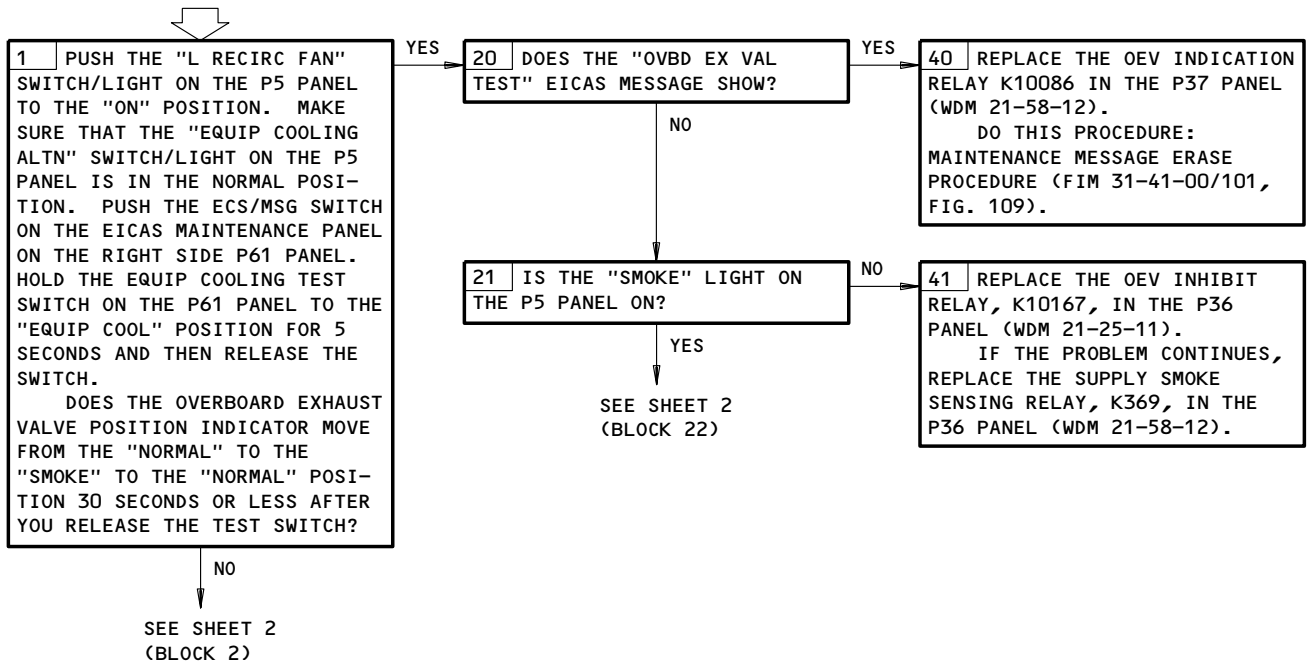 1 PUSH THE "L RECIRC FAN"
SWITCH/LIGHT ON THE P5 PANEL
TO THE "ON" POSITION. MAKE
SURE THAT THE "EQUIP COOLING
ALTN" SWITCH/LIGHT ON THE P5
PANEL IS IN THE NORMAL POSI-
TION. PUSH THE ECS/MSG SWITCH
ON THE EICAS MAINTENANCE PANEL
ON THE RIGHT SIDE P61 PANEL.
HOLD THE EQUIP COOLING TEST
SWITCH ON THE P61 PANEL TO THE
"EQUIP COOL" POSITION FOR 5
SECONDS AND THEN RELEASE THE
SWITCH.
DOES THE OVERBOARD EXHAUST
VALVE POSITION INDICATOR MOVE
FROM THE "NORMAL" TO THE
"SMOKE" TO THE "NORMAL" POSI-
TION 30 SECONDS OR LESS AFTER
YOU RELEASE THE TEST SWITCH?
YES
NO
SEE SHEET 2
(BLOCK 2)
20 DOES THE "OVBD EX VAL
TEST" EICAS MESSAGE SHOW?
YES
NO
40 REPLACE THE OEV INDICATION
RELAY K10086 IN THE P37 PANEL
(WDM 21-58-12).
DO THIS PROCEDURE:
MAINTENANCE MESSAGE ERASE
PROCEDURE (FIM 31-41-00/101,
FIG. 109).
21 IS THE "SMOKE" LIGHT ON
THE P5 PANEL ON?
NO
YES
SEE SHEET 2
(BLOCK 22)
41 REPLACE THE OEV INHIBIT
RELAY, K10167, IN THE P36
PANEL (WDM 21-25-11).
IF THE PROBLEM CONTINUES,
REPLACE THE SUPPLY SMOKE
SENSING RELAY, K369, IN THE
P36 PANEL (WDM 21-58-12).